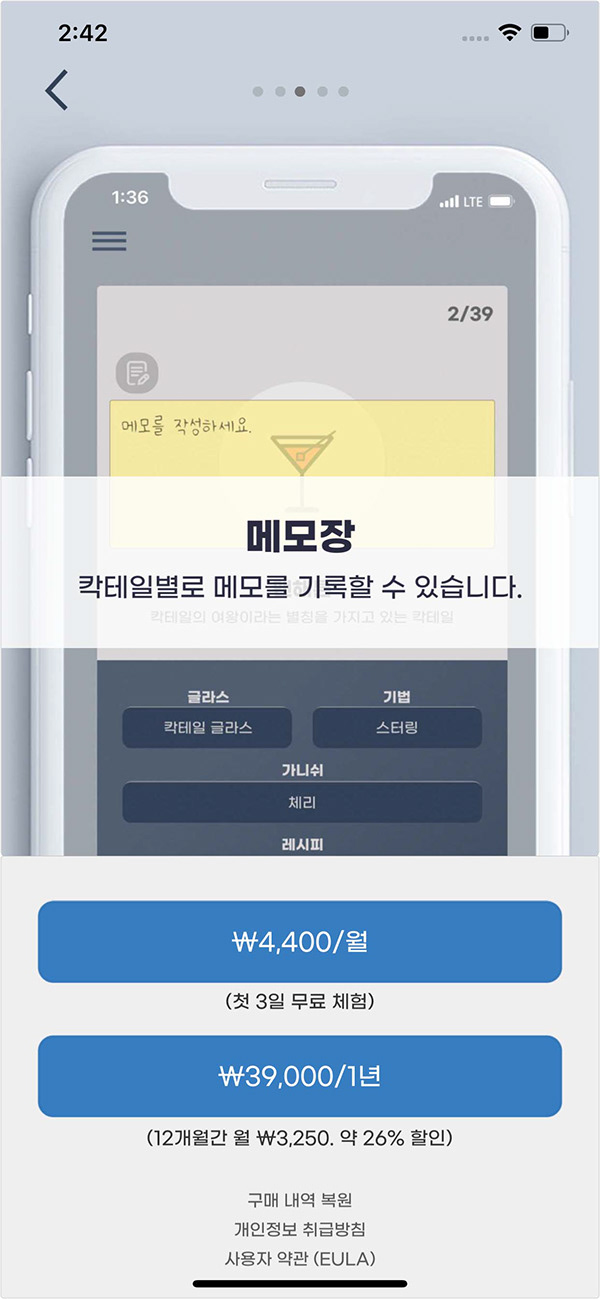 2:42
1:36
LTE
2/39
메모를 작성하세요.
메모장
칵테일별로 메모를 기록할 수 있습니다.
칵테일의 여왕이라는 별칭을 가지고 있는 칵테일
글라스
기법
칵테일 글라스
스터링
가니쉬
체리
레시피
₩4,400/월
(첫 3일 무료 체험)
₩39,000/1년
(12개월간 월 ₩3,250. 약 26% 할인)
구매 내역 복원
개인정보 취급방침
사용자 약관 (EULA)